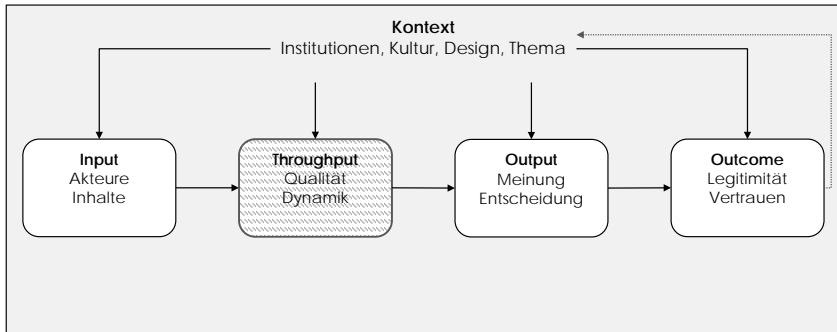 Kontext
Institutionen, Kultur, Design, Thema
Input
Akteure
Inhalte
Throughput
Qualität
Dynamik
Output
Meinung
Entscheidung
Outcome
Legitimität
Vertrauen